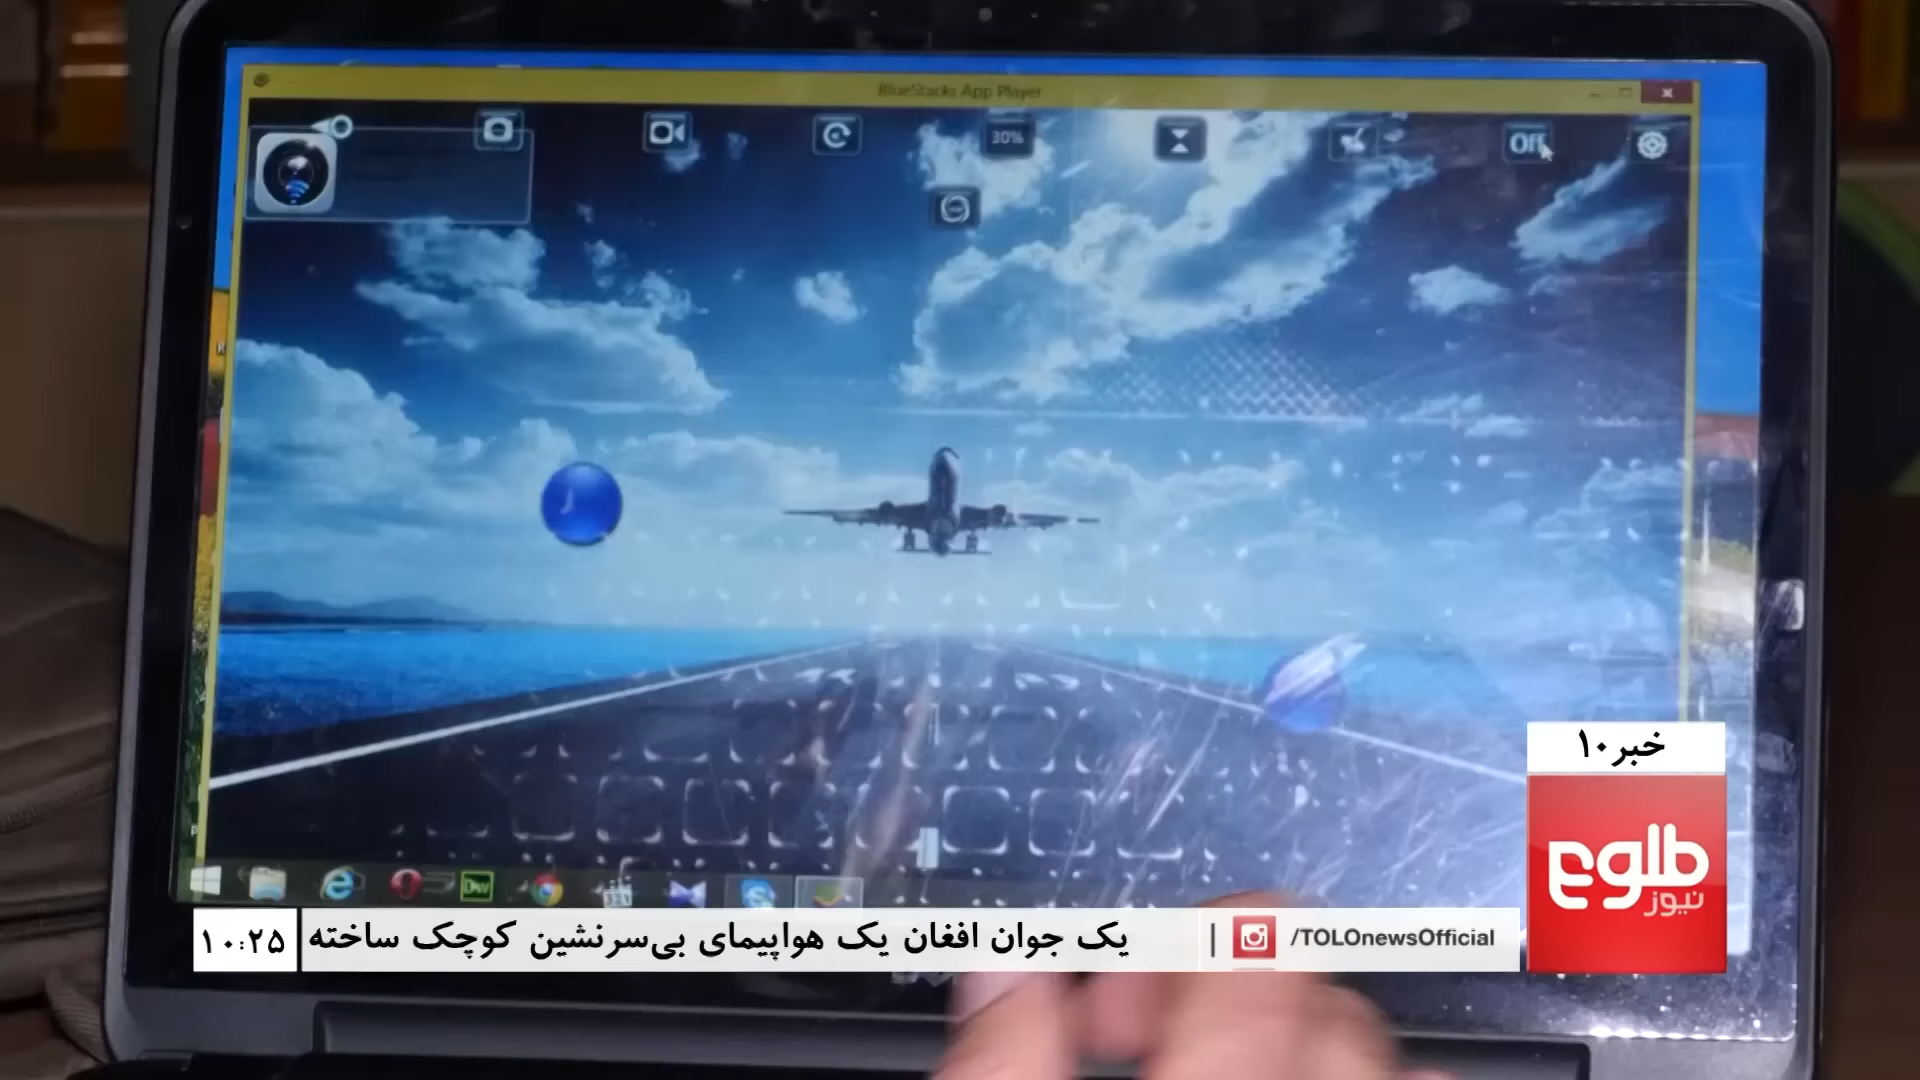 BlueStacks App Player
30%
Off
Dw
خبر۱۰
طلوع
نیوز
۱۰:۲۵
یک جوان افغان یک هواپیمای بی‌سرنشین کوچک ساخته
/TOLOnewsOfficial